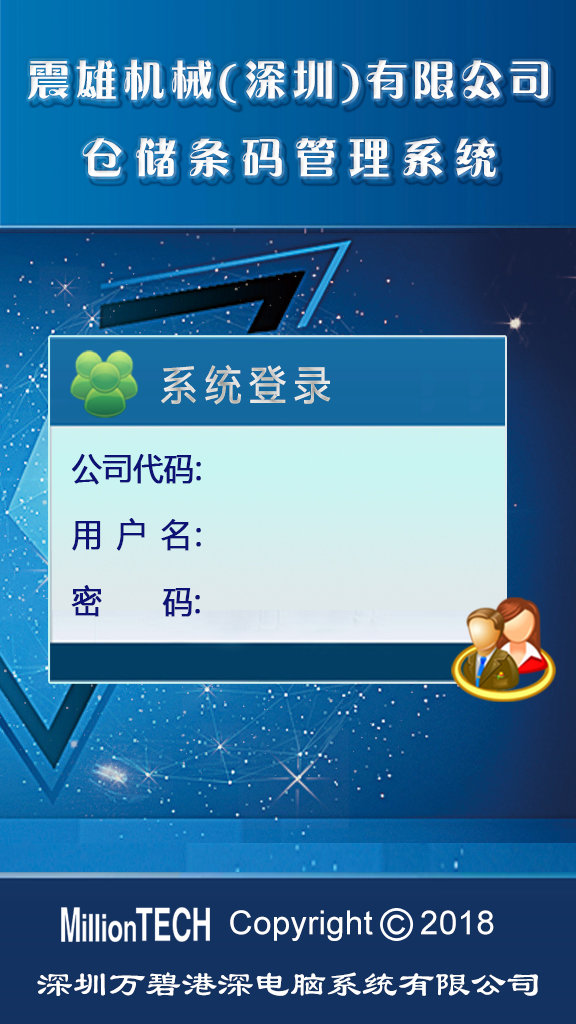 震雄机械(深圳)有限公司
仓储条码管理系统
系统登录
公司代码:
用 户 名:
密 码:
MillionTECH Copyright © 2018
深圳万碧港深电脑系统有限公司